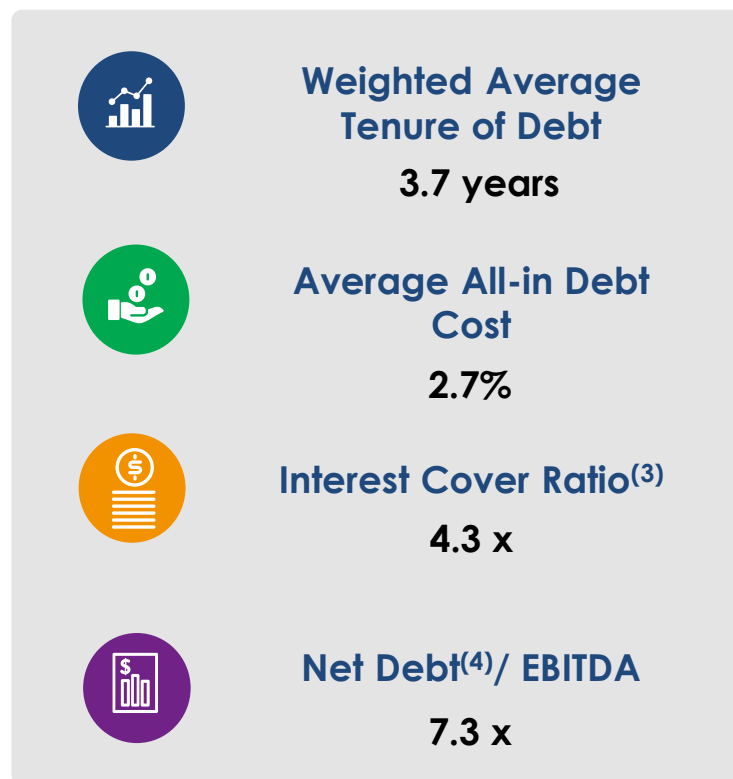 Weighted Average
Tenure of Debt
3.7 years
Average All-in Debt
Cost
2.7%
Interest Cover Ratio(3)
4.3 x
$
Net Debt(4)/ EBITDA
7.3 x
$